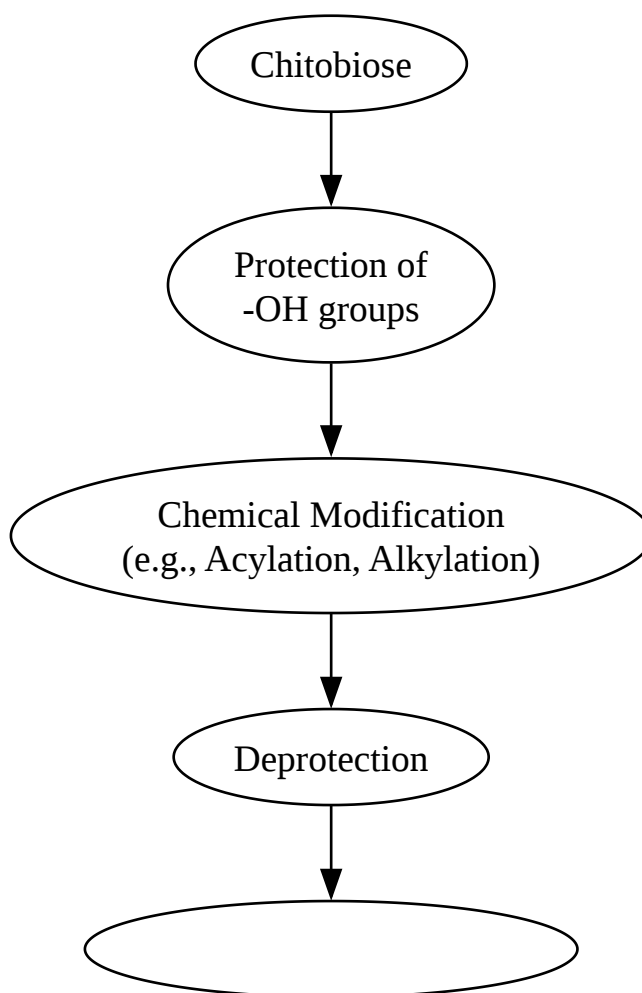 Chitobiose
Protection of
-OH groups
Chemical Modification
(e.g., Acylation, Alkylation)
Deprotection